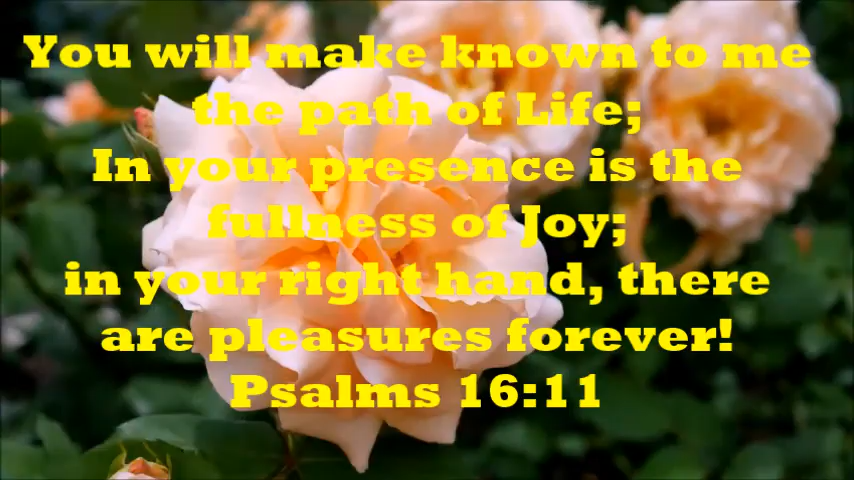 You will make known to me
the path of Life;
In your presence is the
fullness of Joy;
in your right hand, there
are pleasures forever!
Psalms 16:11